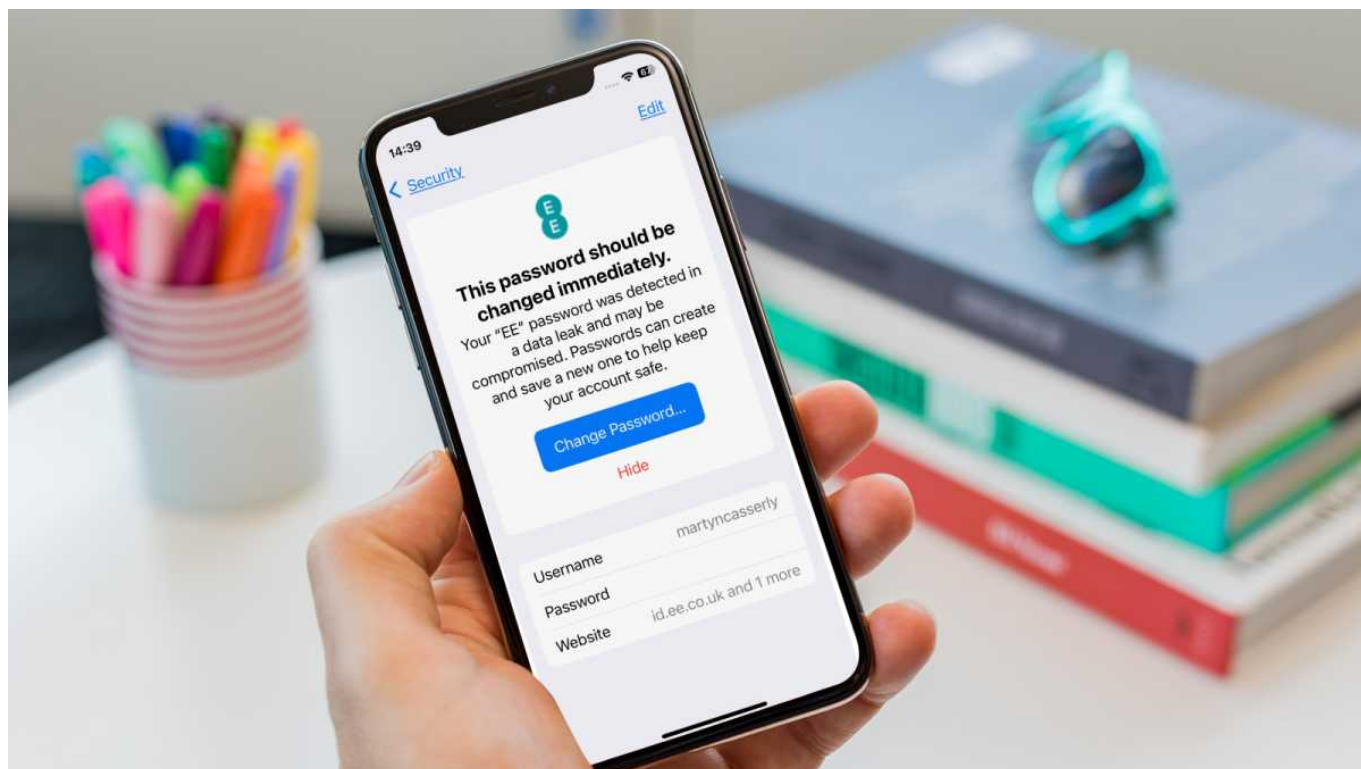 14:39
67
Security
Edit
E
E
This password should be
changed immediately.
Your "EE" password was detected in
a data leak and may be
compromised. Passwords can create
and save a new one to help keep
your account safe.
Change Password...
Hide
Username martyncasserly
Password
Website id.ee.co.uk and 1 more